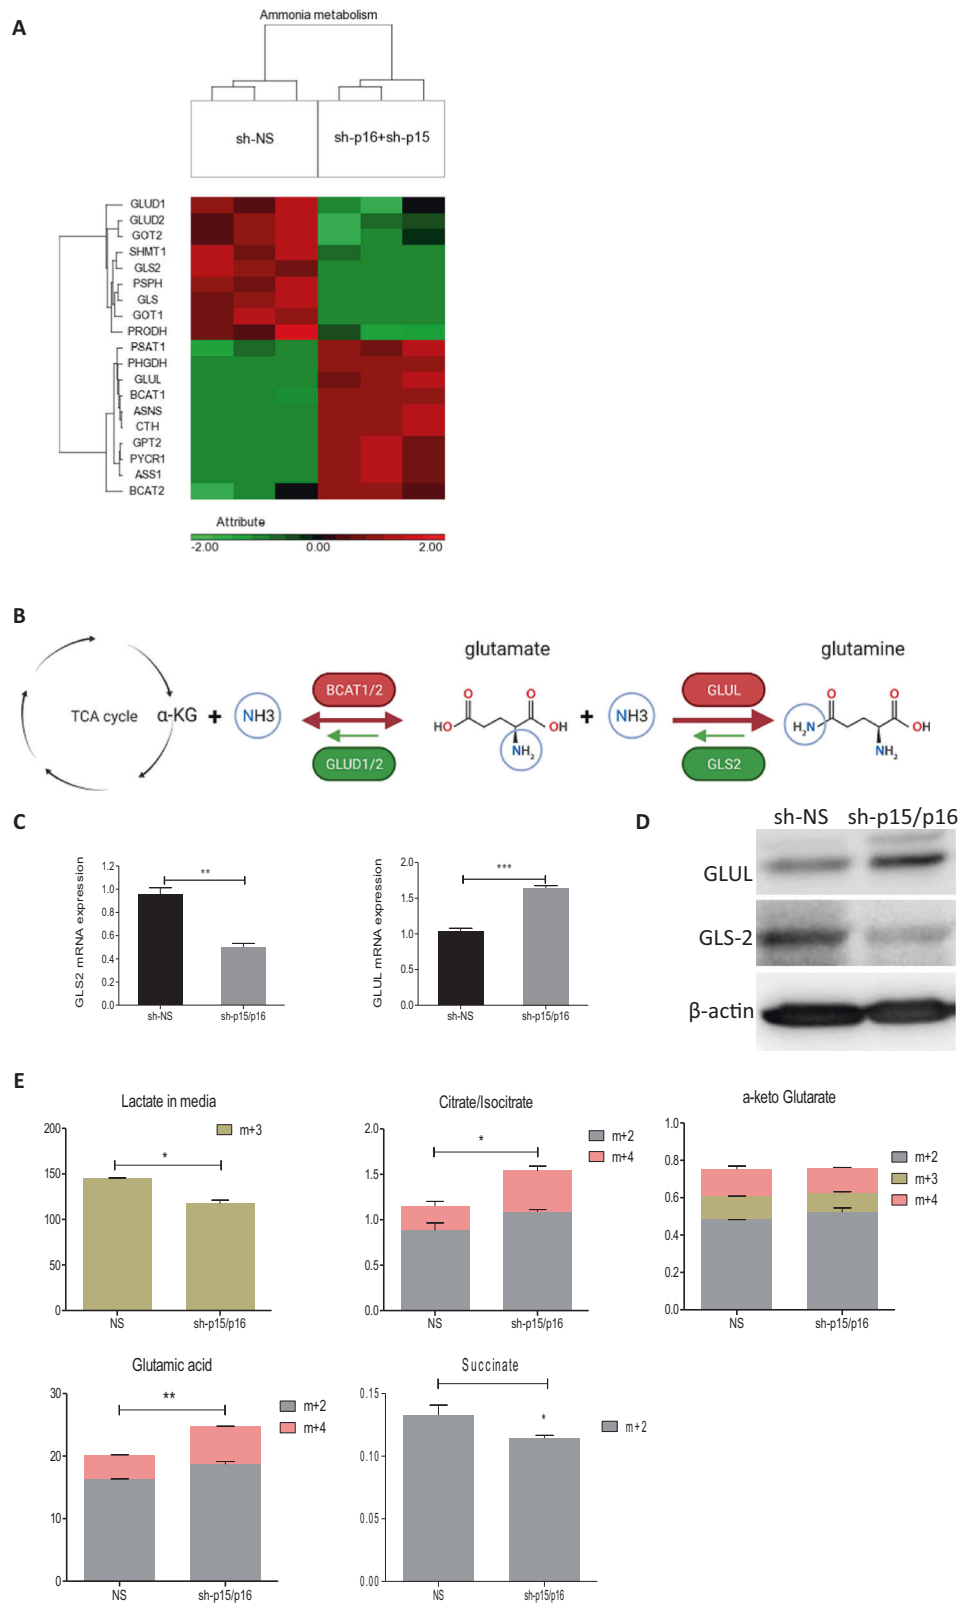 A
Ammonia metabolism
sh-NS
sh-p16+sh-p15
GLUD1
GLUD2
GOT2
SHMT1
GLS2
PSPH
GLS
GOT1
PRODH
PSAT1
PHGDH
GLUL
BCAT1
ASNS
CTH
GPT2
PYCR1
ASS1
BCAT2
Attribute
-2.00 0.00 2.00
B
glutamate glutamine
TCA cycle α-KG + NH3 BCAT1/2 GLUD1/2 HO O O OH NH₂ + NH3 GLUL GLS2 H₂N O O OH NH₂
C
GLS2 mRNA expression
1.2
1.0
0.8
0.6
0.4
0.2
0.0
**
sh-NS sh-p15/p16
GLUL mRNA expression
2.0
1.5
1.0
0.5
0.0
***
sh-NS sh-p15/p16
D
sh-NS sh-p15/p16
GLUL
GLS-2
β-actin
E
Lactate in media
200
150
100
50
0
*
m+3
NS sh-p15/p16
Citrate/Isocitrate
2.0
1.5
1.0
0.5
0.0
*
m+2
m+4
NS sh-p15/p16
a-keto Glutarate
1.0
0.8
0.6
0.4
0.2
0.0
m+2
m+3
m+4
NS sh-p15/p16
Glutamic acid
30
20
10
0
**
m+2
m+4
NS sh-p15/p16
Succinate
0.15
0.10
0.05
0.00
*
m+2
NS sh-p15/p16